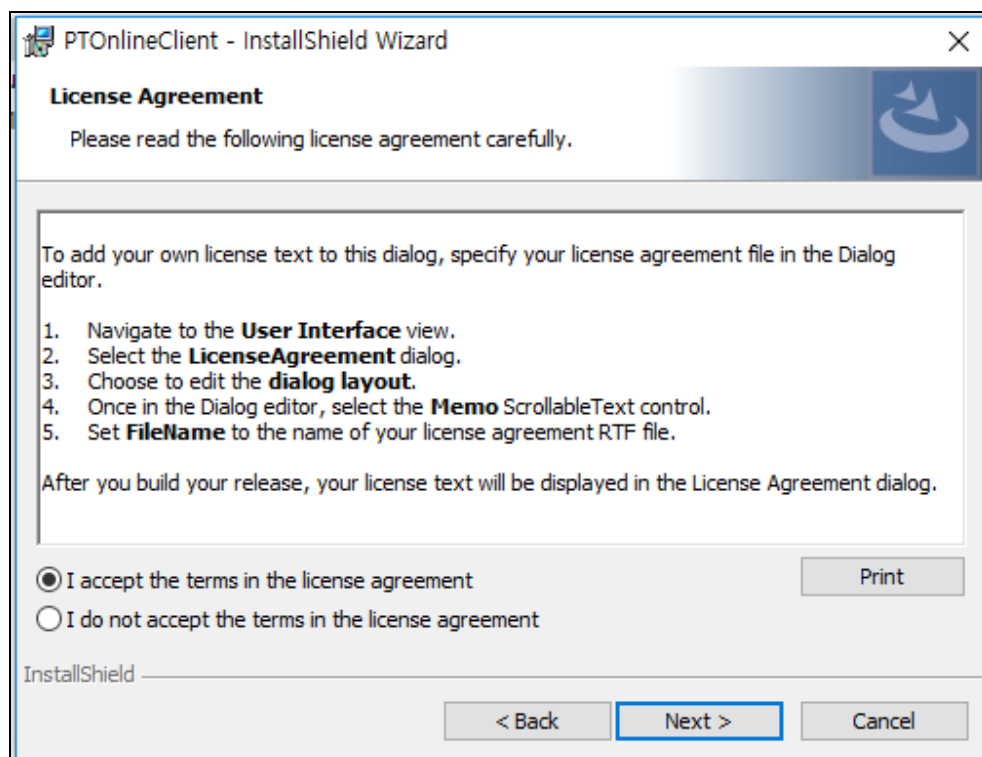 PTOnlineClient - InstallShield Wizard
License Agreement
Please read the following license agreement carefully.
To add your own license text to this dialog, specify your license agreement file in the Dialog
editor.
1. Navigate to the User Interface view.
2. Select the LicenseAgreement dialog.
3. Choose to edit the dialog layout.
4. Once in the Dialog editor, select the Memo ScrollableText control.
5. Set FileName to the name of your license agreement RTF file.
After you build your release, your license text will be displayed in the License Agreement dialog.
I accept the terms in the license agreement
Print
I do not accept the terms in the license agreement
InstallShield
< Back
Next >
Cancel